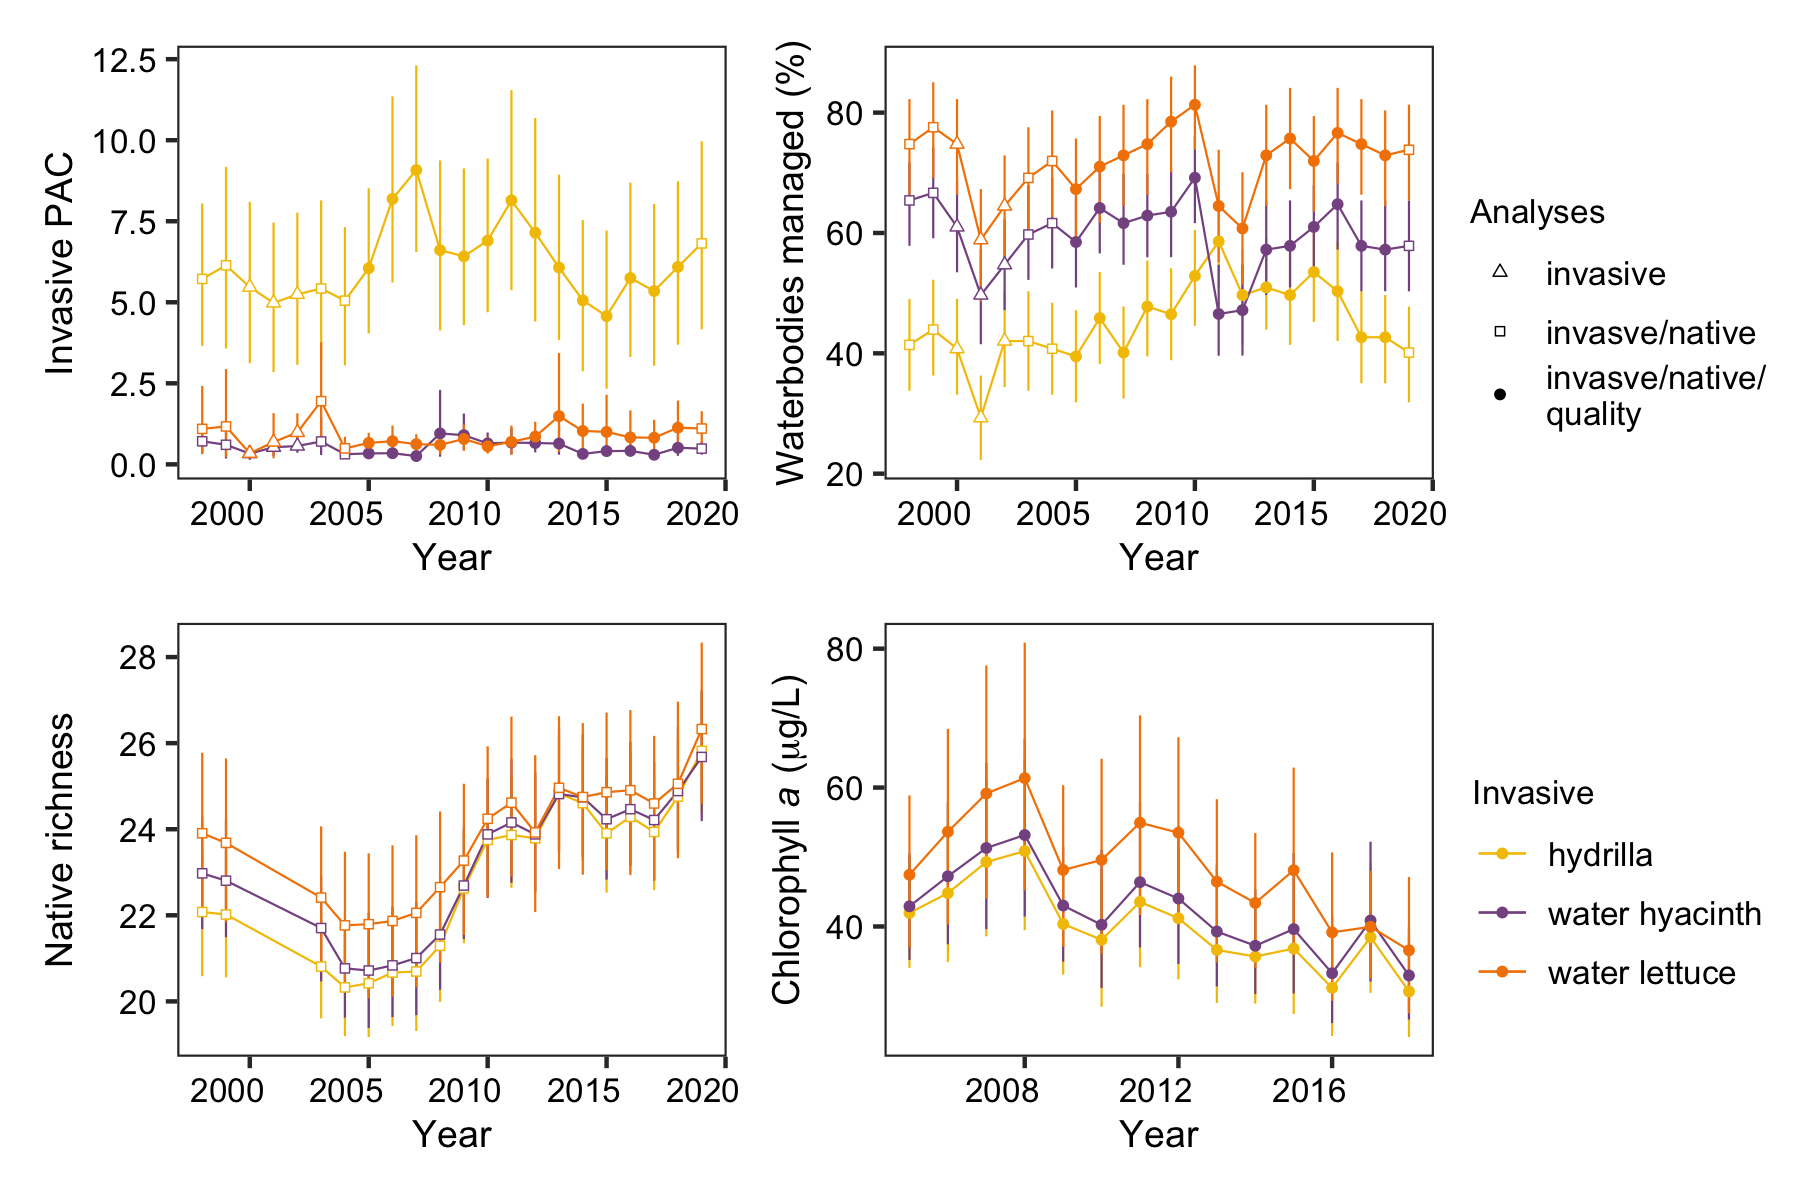 Invasive PAC
12.5
10.0
7.5
5.0
2.5
0.0
2000 2005 2010 2015 2020
Year
Waterbodies managed (%)
80
60
40
20
2000 2005 2010 2015 2020
Year
Analyses
invasive
invasve/native
invasve/native/
quality
Native richness
28
26
24
22
20
2000 2005 2010 2015 2020
Year
Chlorophyll a (μg/L)
80
60
40
2008 2012 2016
Year
Invasive
hydrilla
water hyacinth
water lettuce